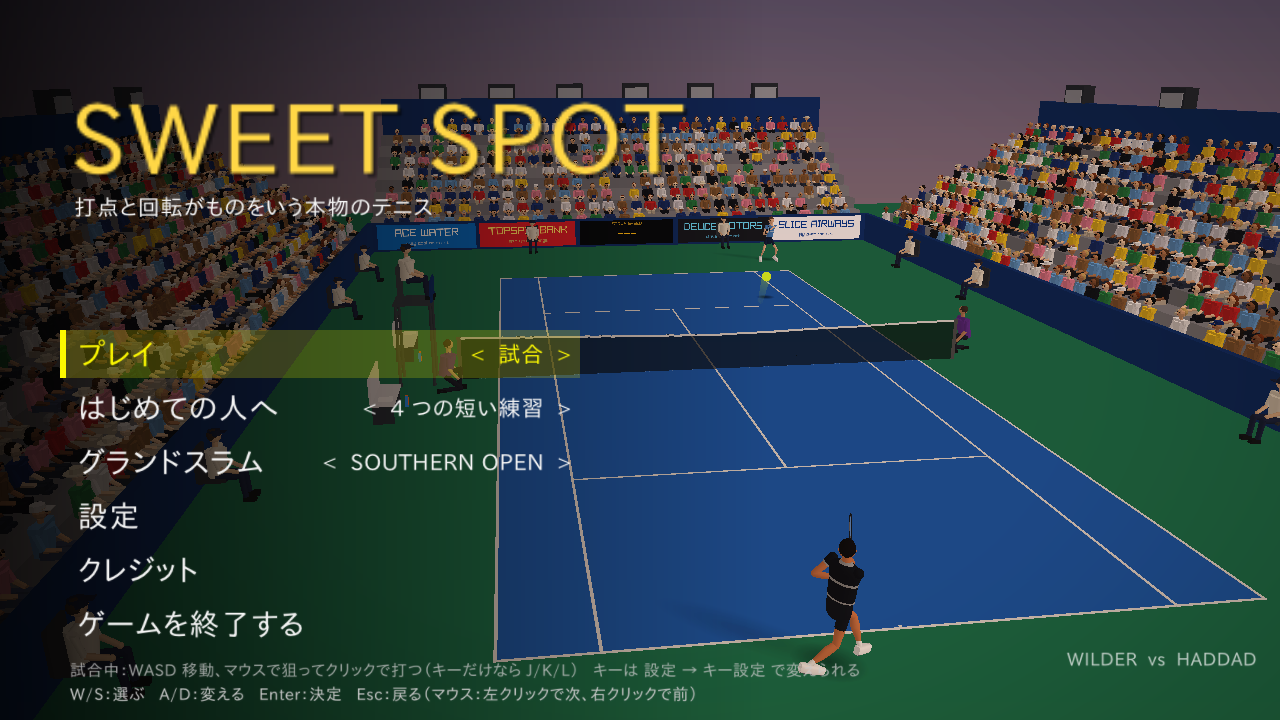 SWEET SPOT
打点と回転がものをいう本物のテニス
ACE WATER
BANK
SLICE AIRWAYS
プレイ < 試合 >
はじめての人へ < 4つの短い練習 >
グランドスラム < SOUTHERN OPEN >
設定
クレジット
ゲームを終了する
WILDER vs HADDAD
試合中:WASD 移動、マウスで狙ってクリックで打つ(キーだけなら J/K/L) キーは 設定 → キー設定 で変えられる
W/S:選ぶ A/D:変える Enter:決定 Esc:戻る(マウス:左クリックで次、右クリックで前)